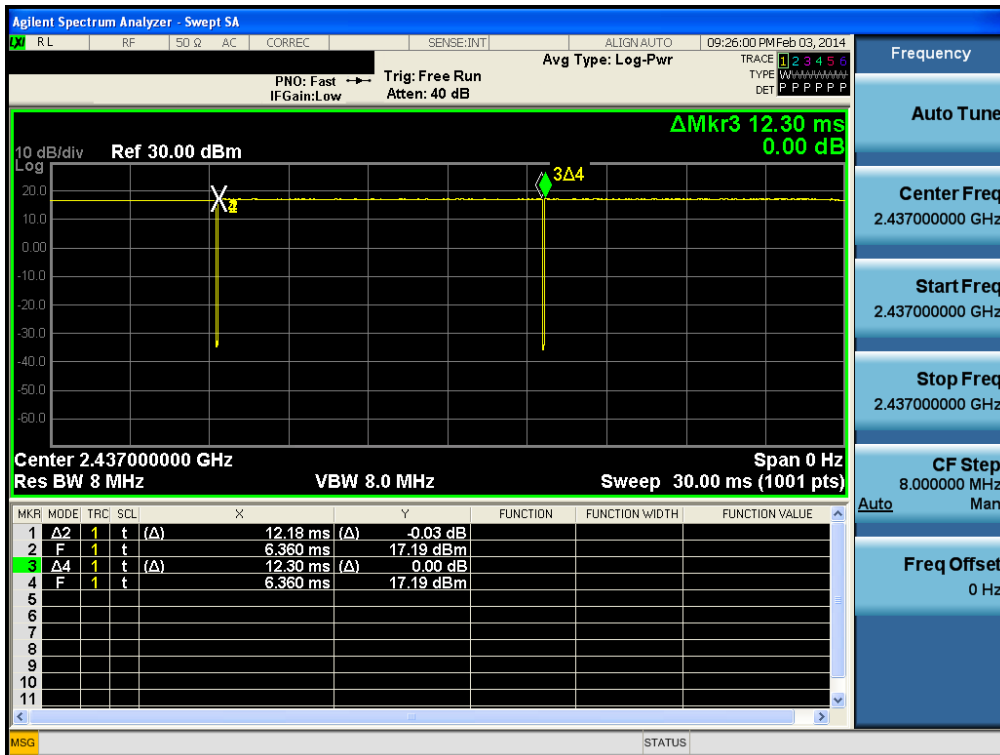 Agilent Spectrum Analyzer - Swept SA
LXI RL RF 50 Ω AC CORREC SENSE:INT ALIGN AUTO 09:26:00 PM Feb 03, 2014
PNO: Fast
IFGain:Low
Trig: Free Run
Atten: 40 dB
Avg Type: Log-Pwr
TRACE 1 2 3 4 5 6
TYPE WWWWWW
DET P P P P P P
ΔMkr3 12.30 ms
0.00 dB
10 dB/div Ref 30.00 dBm
Log
3Δ4
20.0
10.0
0.00
-10.0
-20.0
-30.0
-40.0
-50.0
-60.0
Center 2.437000000 GHz Span 0 Hz
Res BW 8 MHz VBW 8.0 MHz Sweep 30.00 ms (1001 pts)
MKR MODE TRC SCL X Y FUNCTION FUNCTION WIDTH FUNCTION VALUE
1 Δ2 1 t (Δ) 12.18 ms (Δ) -0.03 dB
2 F 1 t 6.360 ms 17.19 dBm
3 Δ4 1 t (Δ) 12.30 ms (Δ) 0.00 dB
4 F 1 t 6.360 ms 17.19 dBm
5
6
7
8
9
10
11
MSG STATUS
Frequency
Auto Tune
Center Freq
2.437000000 GHz
Start Freq
2.437000000 GHz
Stop Freq
2.437000000 GHz
CF Step
8.000000 MHz
Auto Man
Freq Offset
0 Hz